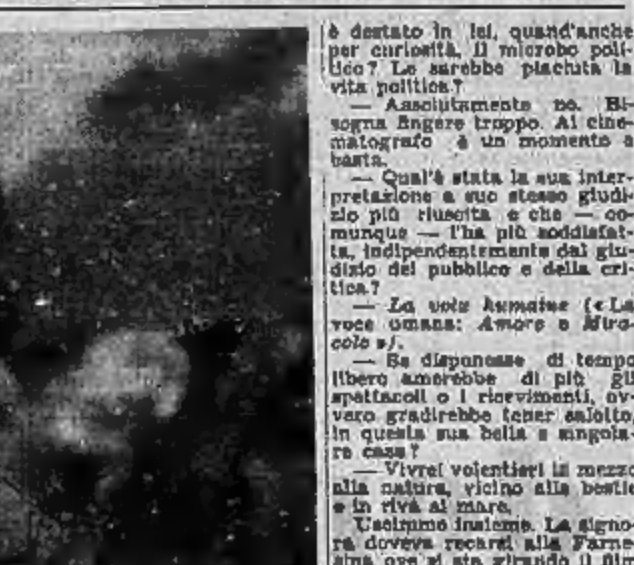 è destato in lei, quand'anche
per curiosità, il microbo poli-
tico? Le sarebbe piaciuta la
vita politica?
— Assolutamente no. Bi-
sogna fingere troppo. Al cine-
matografo è un momento e
basta.
— Qual'è stata la sua inter-
pretazione a suo stesso giudi-
zio più riuscita e che — co-
munque — l'ha più soddisfat-
ta, indipendentemente dal giu-
dizio del pubblico e della cri-
tica?
— La voix humaine («La
voce umana: Amore e Mira-
colo »).
— Se disponesse di tempo
libero amerebbe di più gli
spettacoli o i ricevimenti, ov-
vero gradirebbe tener salotto,
in questa sua bella e singola-
re casa?
— Vivrei volentieri in mezzo
alla natura, vicino alle bestie
e in riva al mare.
Uscimmo insieme. La signo-
ra doveva recarsi alla Farne-
sina ove si sta girando il film